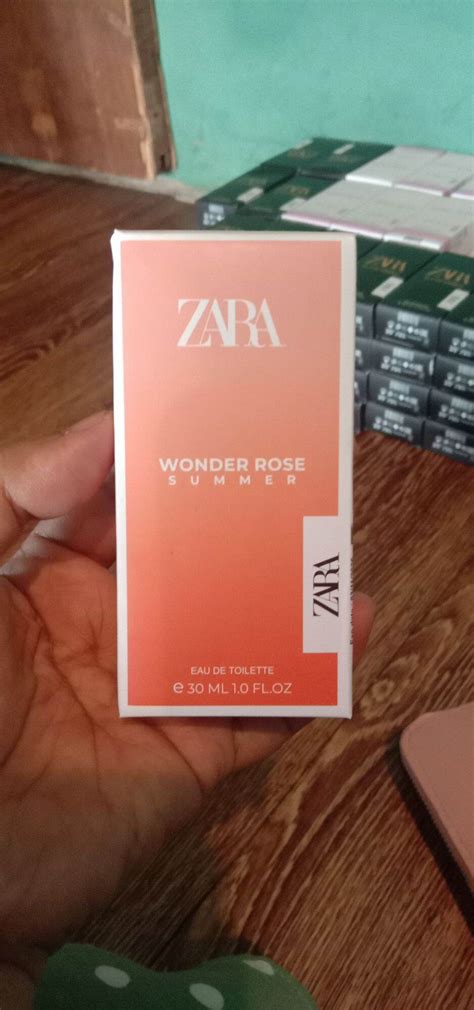 ZARA
WONDER ROSE
SUMMER
ZARA
EAU DE TOILETTE
e 30 ML 1.0 FL.OZ